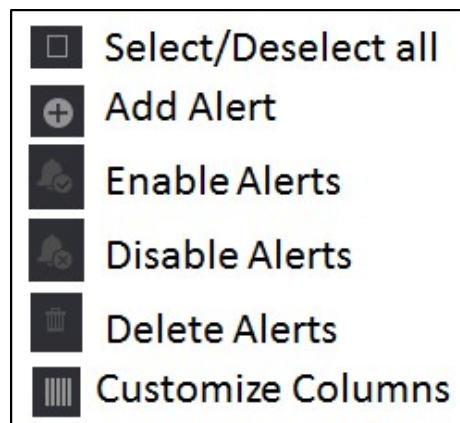 Select/Deselect all
Add Alert
Enable Alerts
Disable Alerts
Delete Alerts
Customize Columns